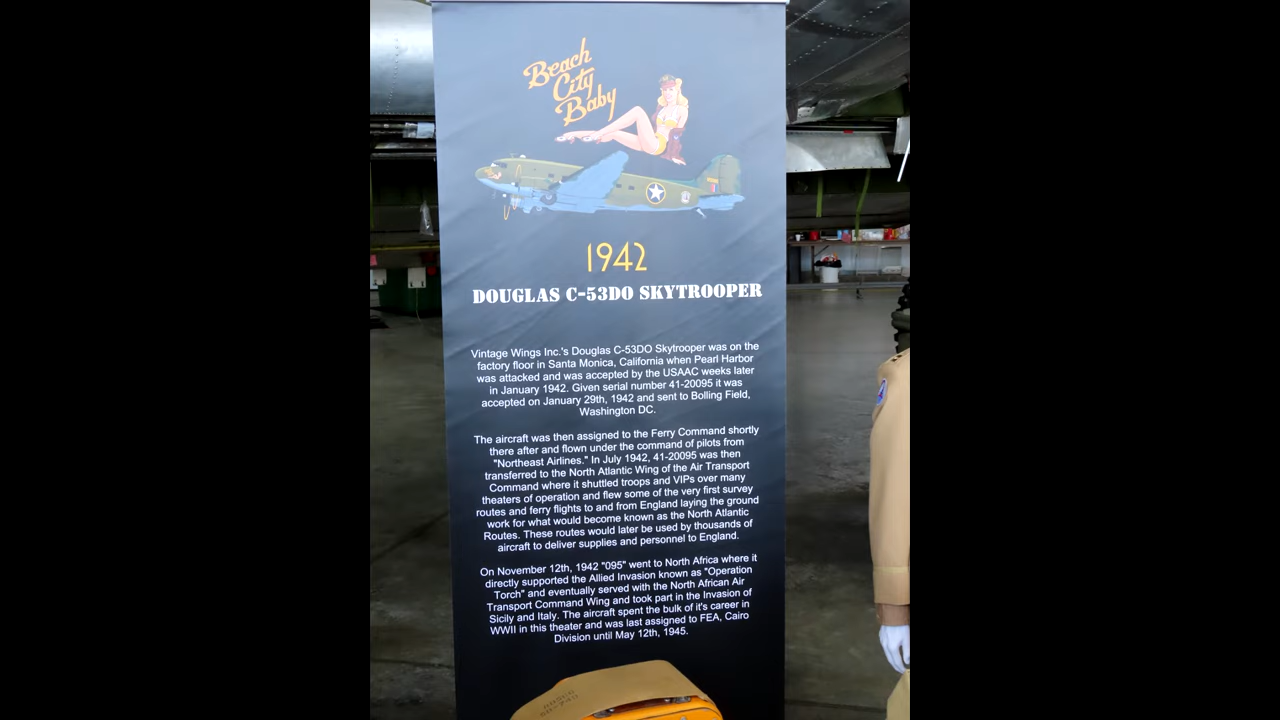 Beach
City
Baby
1942
DOUGLAS C-53DO SKYTROOPER
Vintage Wings Inc.'s Douglas C-53DO Skytrooper was on the
factory floor in Santa Monica, California when Pearl Harbor
was attacked and was accepted by the USAAC weeks later
in January 1942. Given serial number 41-20095 it was
accepted on January 29th, 1942 and sent to Bolling Field,
Washington DC.
The aircraft was then assigned to the Ferry Command shortly
there after and flown under the command of pilots from
"Northeast Airlines." In July 1942, 41-20095 was then
transferred to the North Atlantic Wing of the Air Transport
Command where it shuttled troops and VIPs over many
theaters of operation and flew some of the very first survey
routes and ferry flights to and from England laying the ground
work for what would become known as the North Atlantic
Routes. These routes would later be used by thousands of
aircraft to deliver supplies and personnel to England.
On November 12th, 1942 "095" went to North Africa where it
directly supported the Allied Invasion known as "Operation
Torch" and eventually served with the North African Air
Transport Command Wing and took part in the Invasion of
Sicily and Italy. The aircraft spent the bulk of it's career in
WWII in this theater and was last assigned to FEA, Cairo
Division until May 12th, 1945.